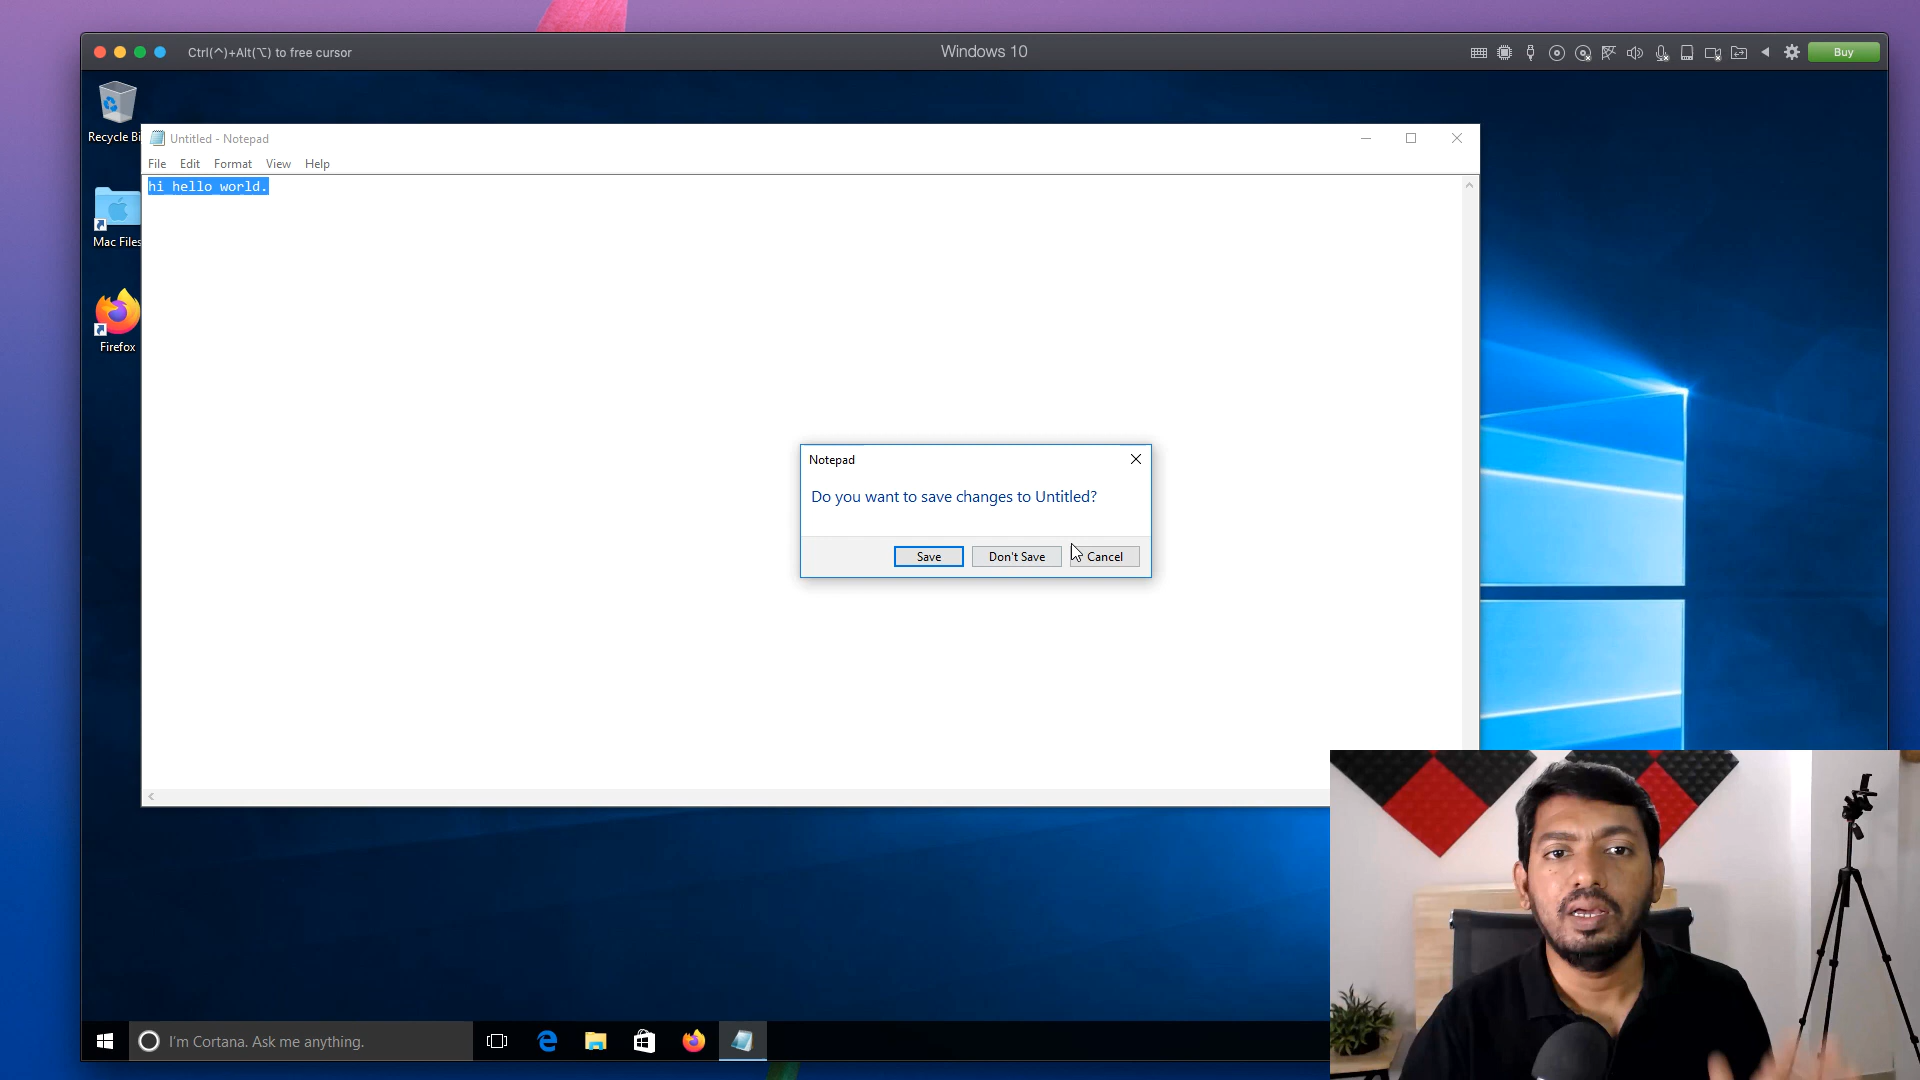 Ctrl(^)+Alt(⌥) to free cursor
Windows 10
Buy
Recycle Bi
Untitled - Notepad
File Edit Format View Help
hi hello world.
Mac Files
Firefox
Notepad
Do you want to save changes to Untitled?
Save
Don't Save
Cancel
I'm Cortana. Ask me anything.